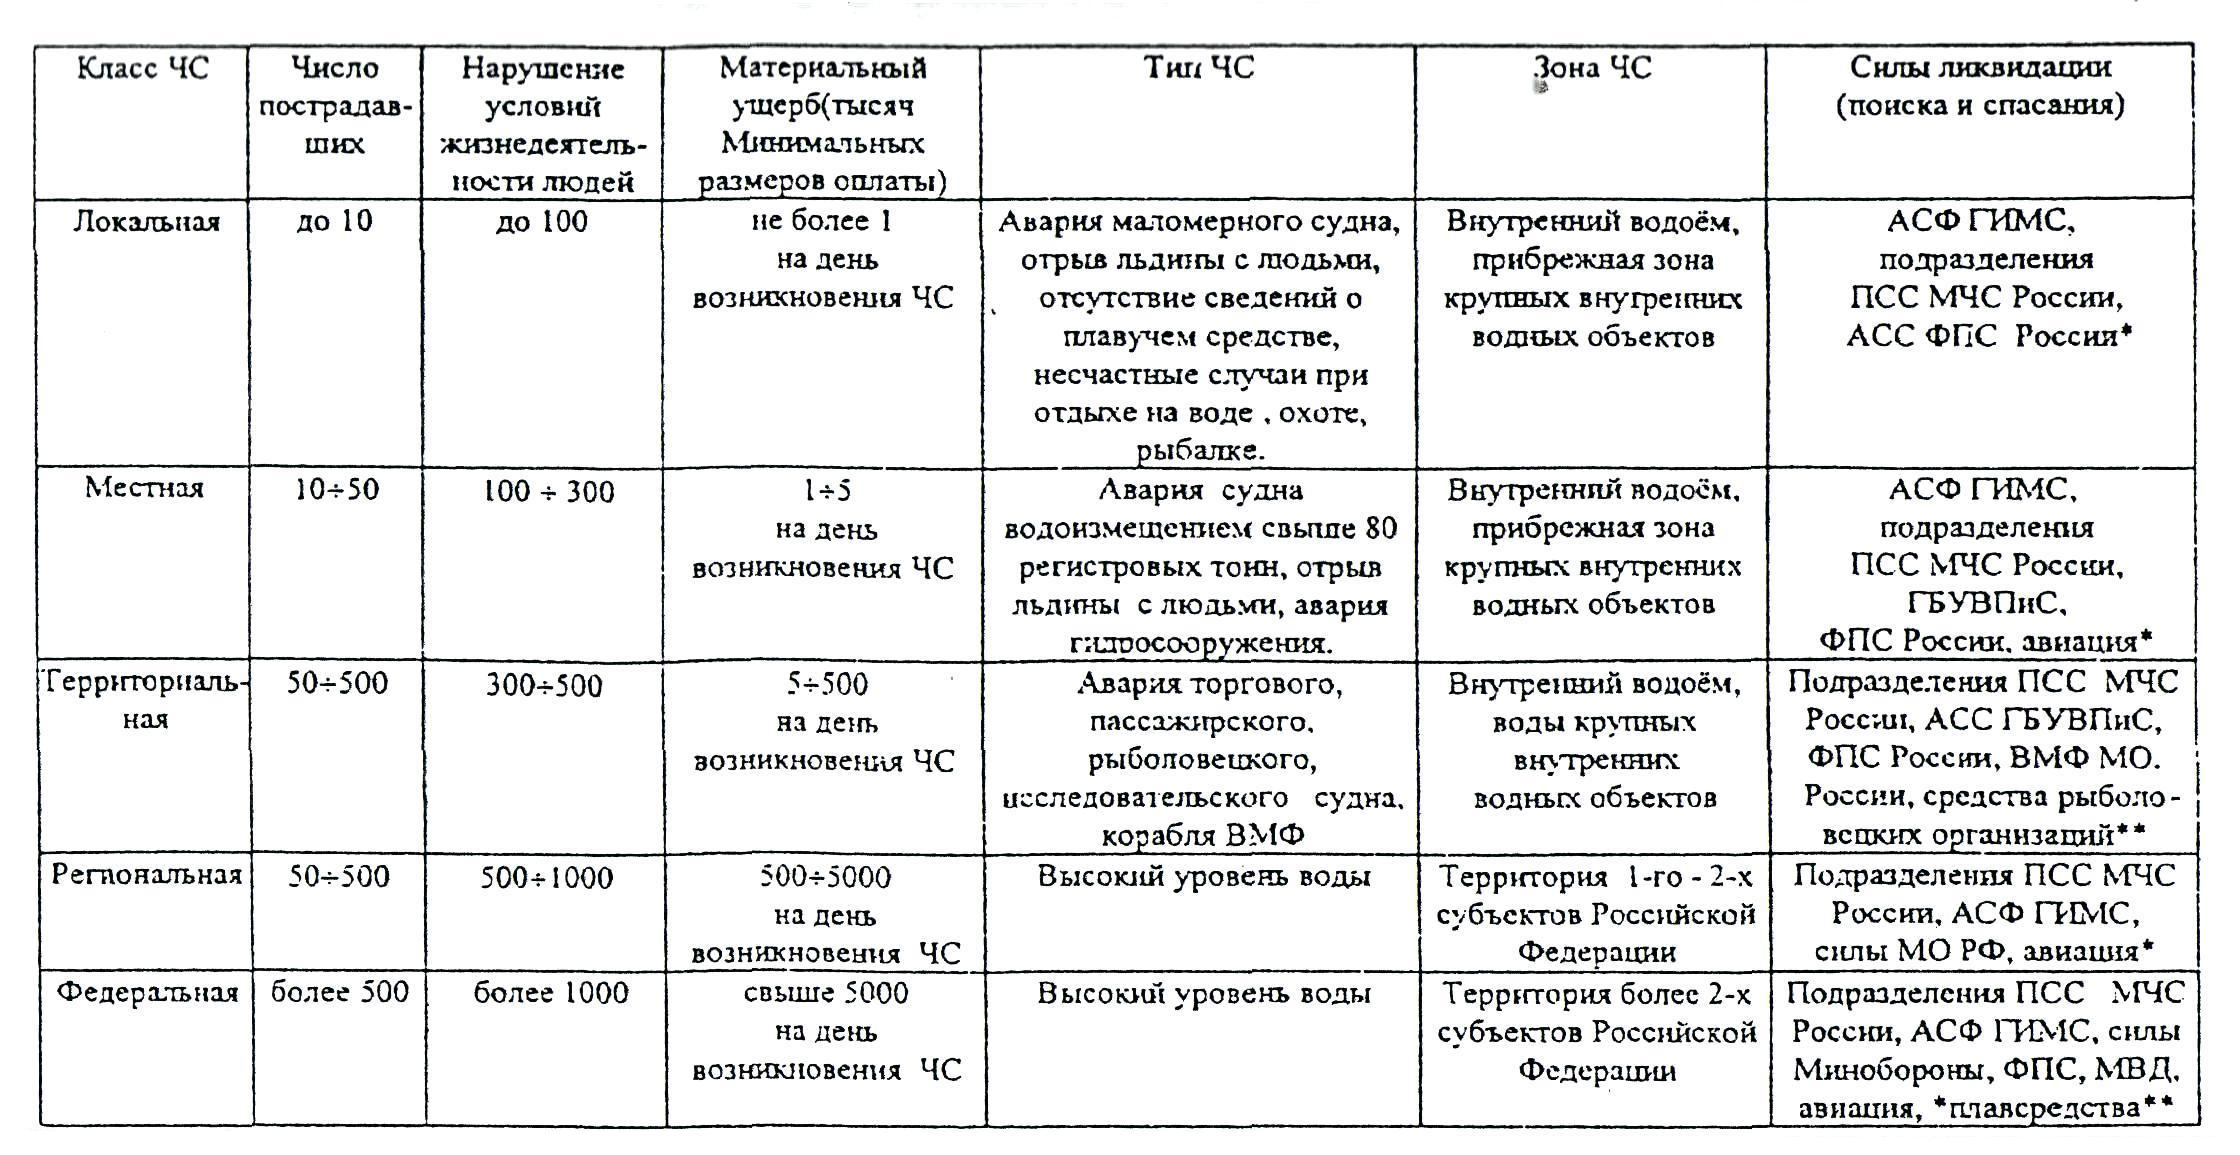 Класс ЧС
Число
пострадав-
ших
Нарушение
условий
жизнедеятель-
ности людей
Материальный
ущерб(тысяч
Минимальных
размеров оплаты)
Тип ЧС
Зона ЧС
Силы ликвидации
(поиска и спасания)
Локальная
до 10
до 100
не более 1
на день
возникновения ЧС
Авария маломерного судна,
отрыв льдины с людьми,
отсутствие сведений о
плавучем средстве,
несчастные случаи при
отдыхе на воде , охоте,
рыбалке.
Внутренний водоём,
прибрежная зона
крупных внутренних
водных объектов
АСФ ГИМС,
подразделения
ПСС МЧС России,
АСС ФПС России*
Местная
10÷50
100 ÷ 300
1÷5
на день
возникновения ЧС
Авария судна
водоизмещением свыше 80
регистровых тонн, отрыв
льдины с людьми, авария
гидросооружения.
Внутренний водоём,
прибрежная зона
крупных внутренних
водных объектов
АСФ ГИМС,
подразделения
ПСС МЧС России,
ГБУВПиС,
ФПС России, авиация*
Территориаль-
ная
50÷500
300÷500
5÷500
на день
возникновения ЧС
Авария торгового,
пассажирского,
рыболовецкого,
исследовательского судна,
корабля ВМФ
Внутренний водоём,
воды крупных
внутренних
водных объектов
Подразделения ПСС МЧС
России, АСС ГБУВПиС,
ФПС России, ВМФ МО.
России, средства рыболо-
вецких организаций**
Региональная
50÷500
500÷1000
500÷5000
на день
возникновения ЧС
Высокий уровень воды
Территория 1-го - 2-х
субъектов Российской
Федерации
Подразделения ПСС МЧС
России, АСФ ГИМС,
силы МО РФ, авиация*
Федеральная
более 500
более 1000
свыше 5000
на день
возникновения ЧС
Высокий уровень воды
Территория более 2-х
субъектов Российской
Федерации
Подразделения ПСС МЧС
России, АСФ ГИМС, силы
Минобороны, ФПС, МВД,
авиация, *плавсредства**